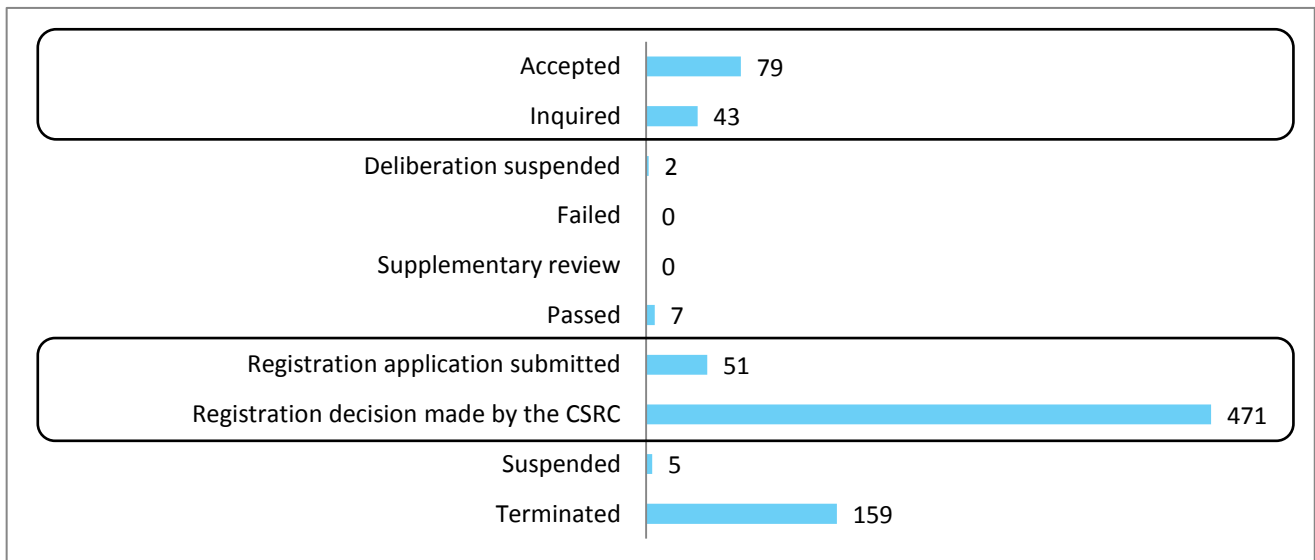 Accepted 79
Inquired 43
Deliberation suspended 2
Failed 0
Supplementary review 0
Passed 7
Registration application submitted 51
Registration decision made by the CSRC 471
Suspended 5
Terminated 159